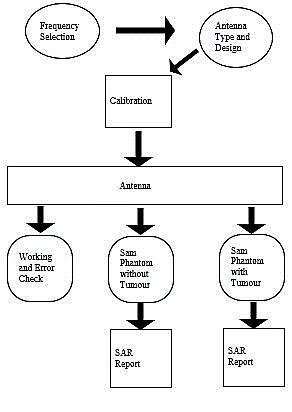 Frequency
Selection
Antenna
Type and
Design
Calibration
Antenna
Working
and Error
Check
Sam
Phantom
without
Tumour
Sam
Phantom
with
Tumour
SAR
Report
SAR
Report